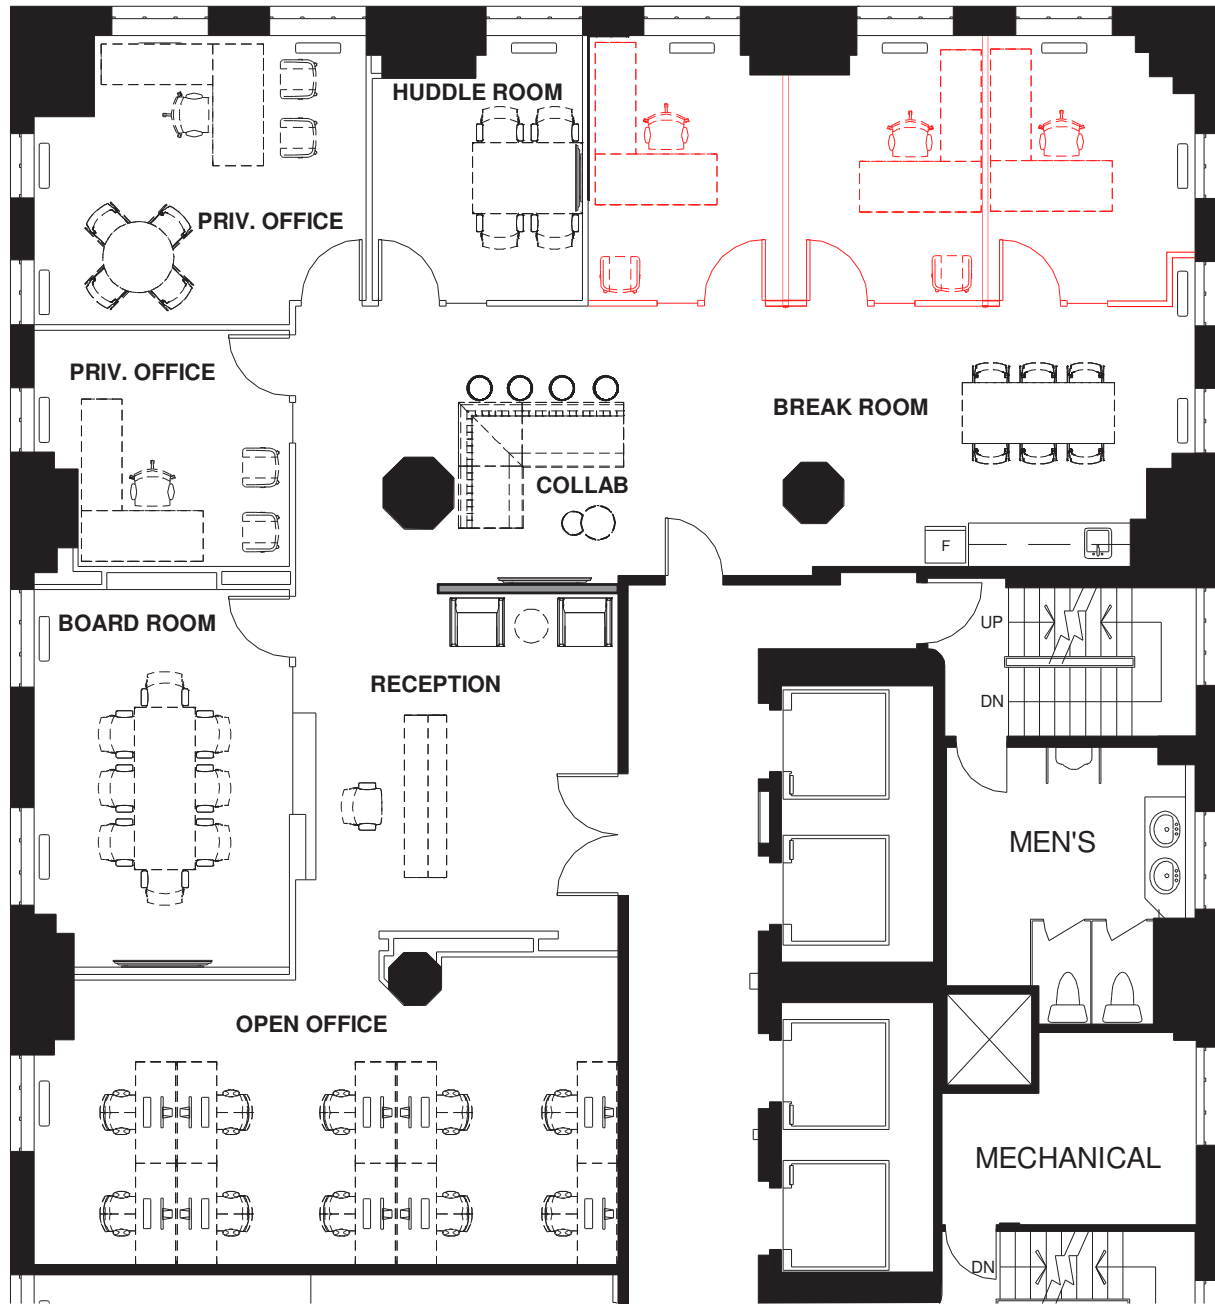 HUDDLE ROOM
PRIV. OFFICE
PRIV. OFFICE
BREAK ROOM
COLLAB
F
BOARD ROOM
UP
RECEPTION
DN
MEN'S
OPEN OFFICE
MECHANICAL
DN